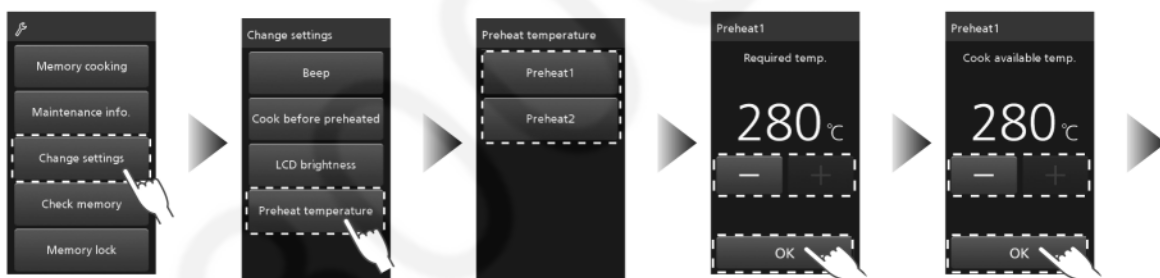 Memory cooking
Maintenance info.
Change settings
Check memory
Memory lock
Change settings
Beep
Cook before preheated
LCD brightness
Preheat temperature
Preheat temperature
Preheat1
Preheat2
Preheat1
Required temp.
280 °C
− +
OK
Preheat1
Cook available temp.
280 °C
− +
OK